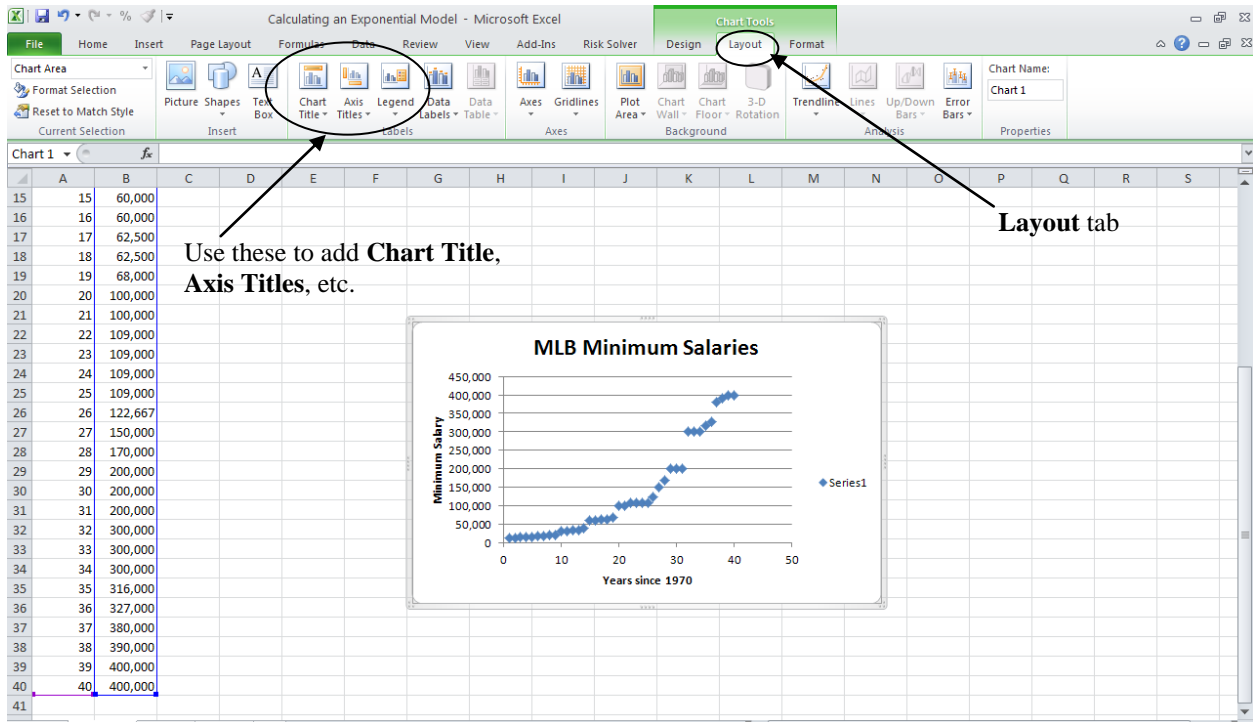 Calculating an Exponential Model - Microsoft Excel
Chart Tools
File Home Insert Page Layout Formulas Data Review View Add-Ins Risk Solver Design Layout Format
Chart Area
Format Selection
Reset to Match Style
Current Selection
Picture Shapes Text Box
Insert
Chart Title Axis Titles Legend Data Labels Data Table
Labels
Axes Gridlines
Axes
Plot Area Chart Wall Chart Floor 3-D Rotation
Background
Trendline Lines Up/Down Bars Error Bars
Analysis
Chart Name:
Chart 1
Properties
Chart 1 fx
A B C D E F G H I J K L M N O P Q R S
15 15 60,000
16 16 60,000
17 17 62,500
18 18 62,500
19 19 68,000
20 20 100,000
21 21 100,000
22 22 109,000
23 23 109,000
24 24 109,000
25 25 109,000
26 26 122,667
27 27 150,000
28 28 170,000
29 29 200,000
30 30 200,000
31 31 200,000
32 32 300,000
33 33 300,000
34 34 300,000
35 35 316,000
36 36 327,000
37 37 380,000
38 38 390,000
39 39 400,000
40 40 400,000
41
Use these to add Chart Title,
Axis Titles, etc.
Layout tab
MLB Minimum Salaries
Minimum Salary
450,000
400,000
350,000
300,000
250,000
200,000
150,000
100,000
50,000
0
0 10 20 30 40 50
Years since 1970
Series1